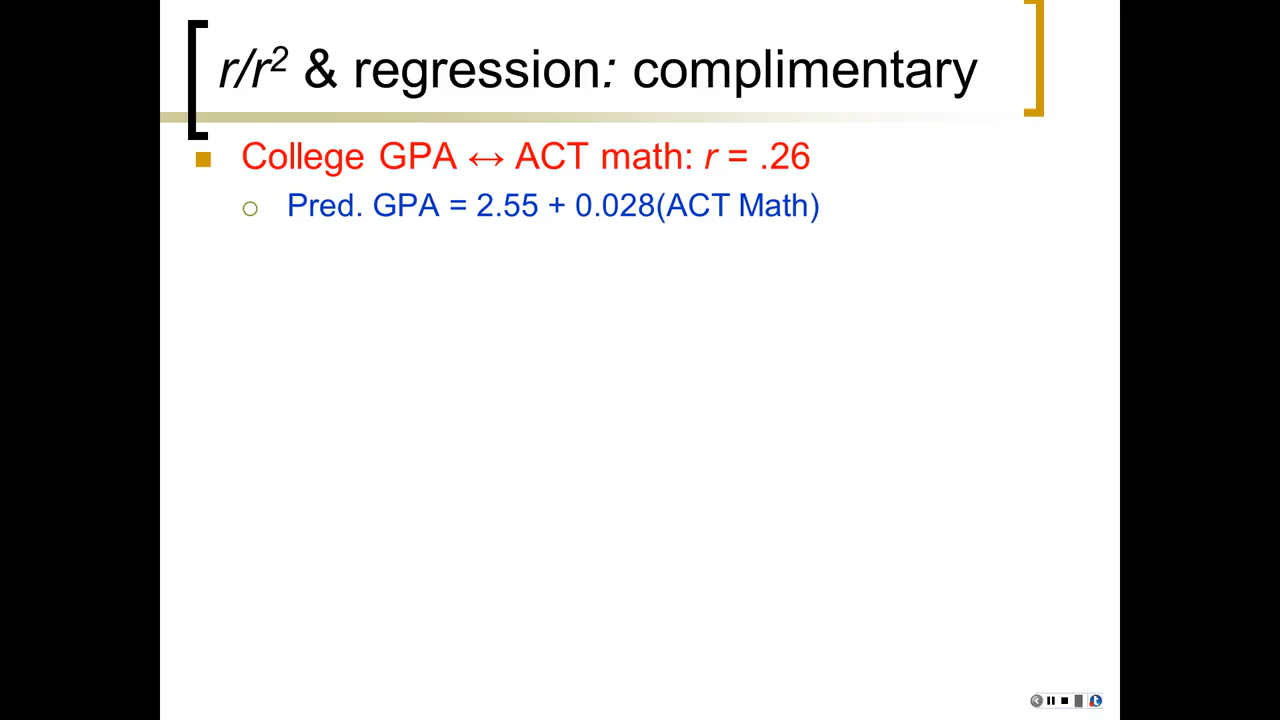 r/r² & regression: complimentary
College GPA ↔ ACT math: r = .26
Pred. GPA = 2.55 + 0.028(ACT Math)